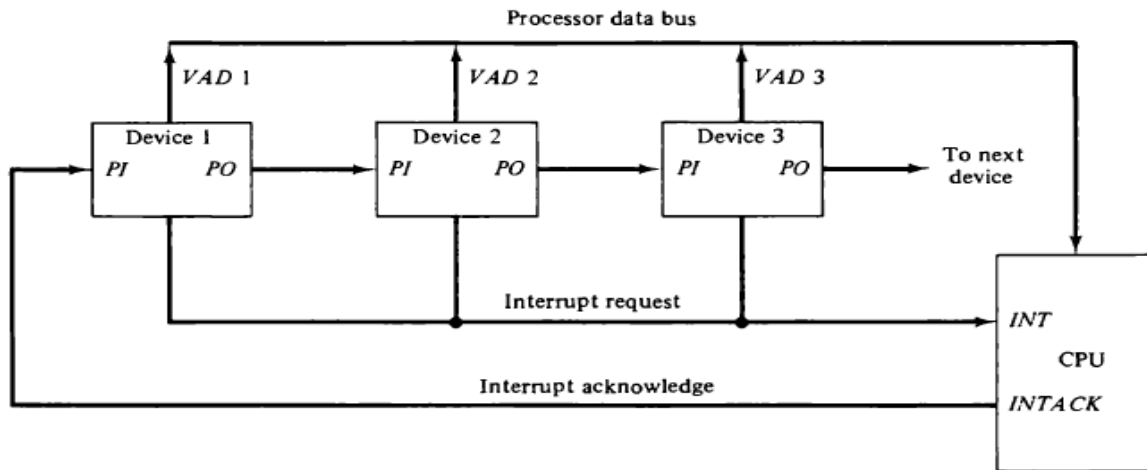 Processor data bus
VAD 1
VAD 2
VAD 3
Device 1
PI PO
Device 2
PI PO
Device 3
PI PO
To next
device
Interrupt request
INT
CPU
Interrupt acknowledge
INTACK